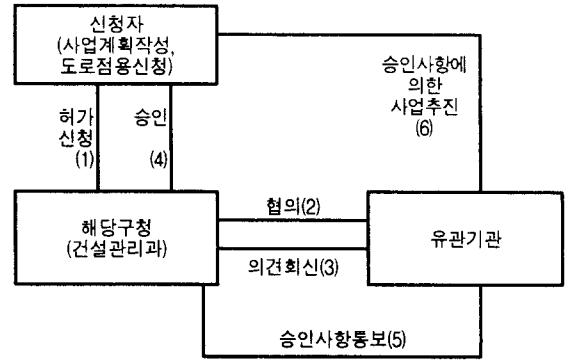 신청자
(사업계획작성,
도로점용신청)
허가
신청
(1)
승인
(4)
승인사항에
의한
사업추진
(6)
해당구청
(건설관리과)
협의(2)
의견회신(3)
유관기관
승인사항통보(5)